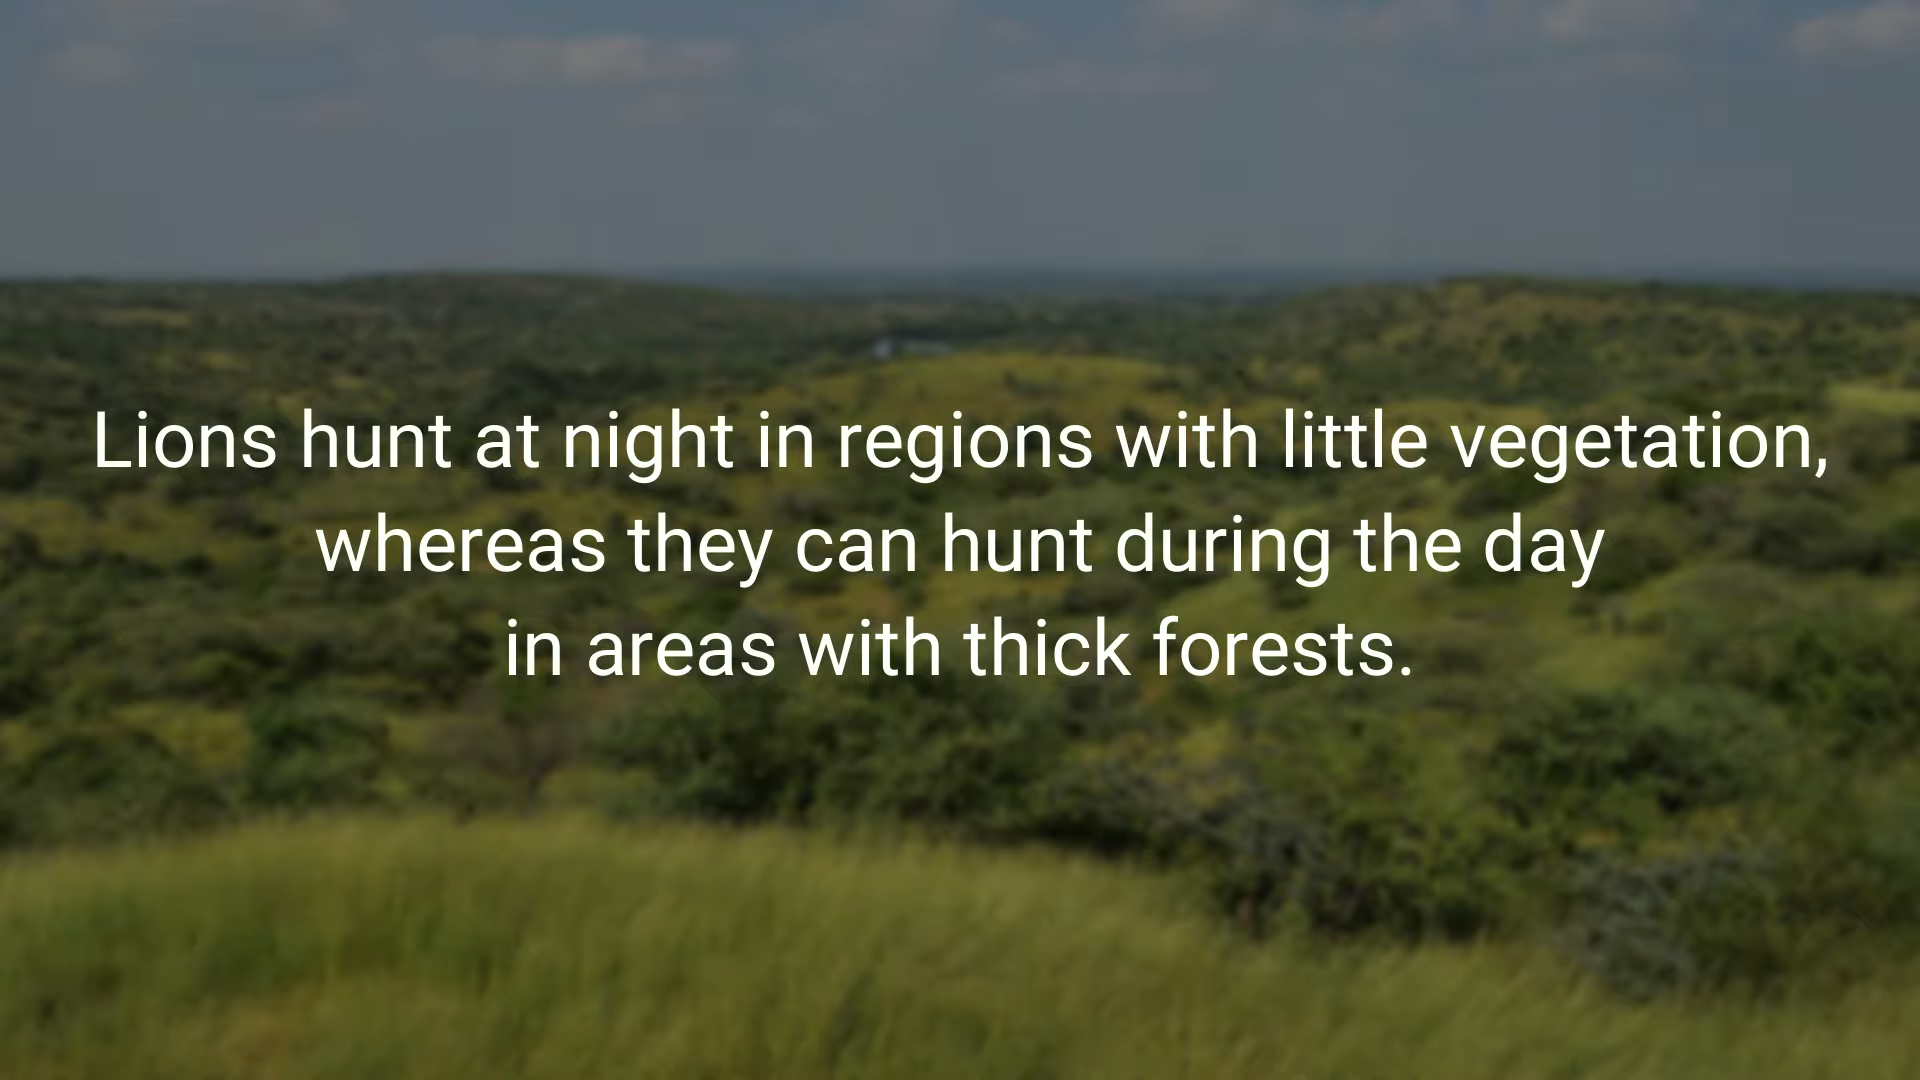 Lions hunt at night in regions with little vegetation,
whereas they can hunt during the day
in areas with thick forests.